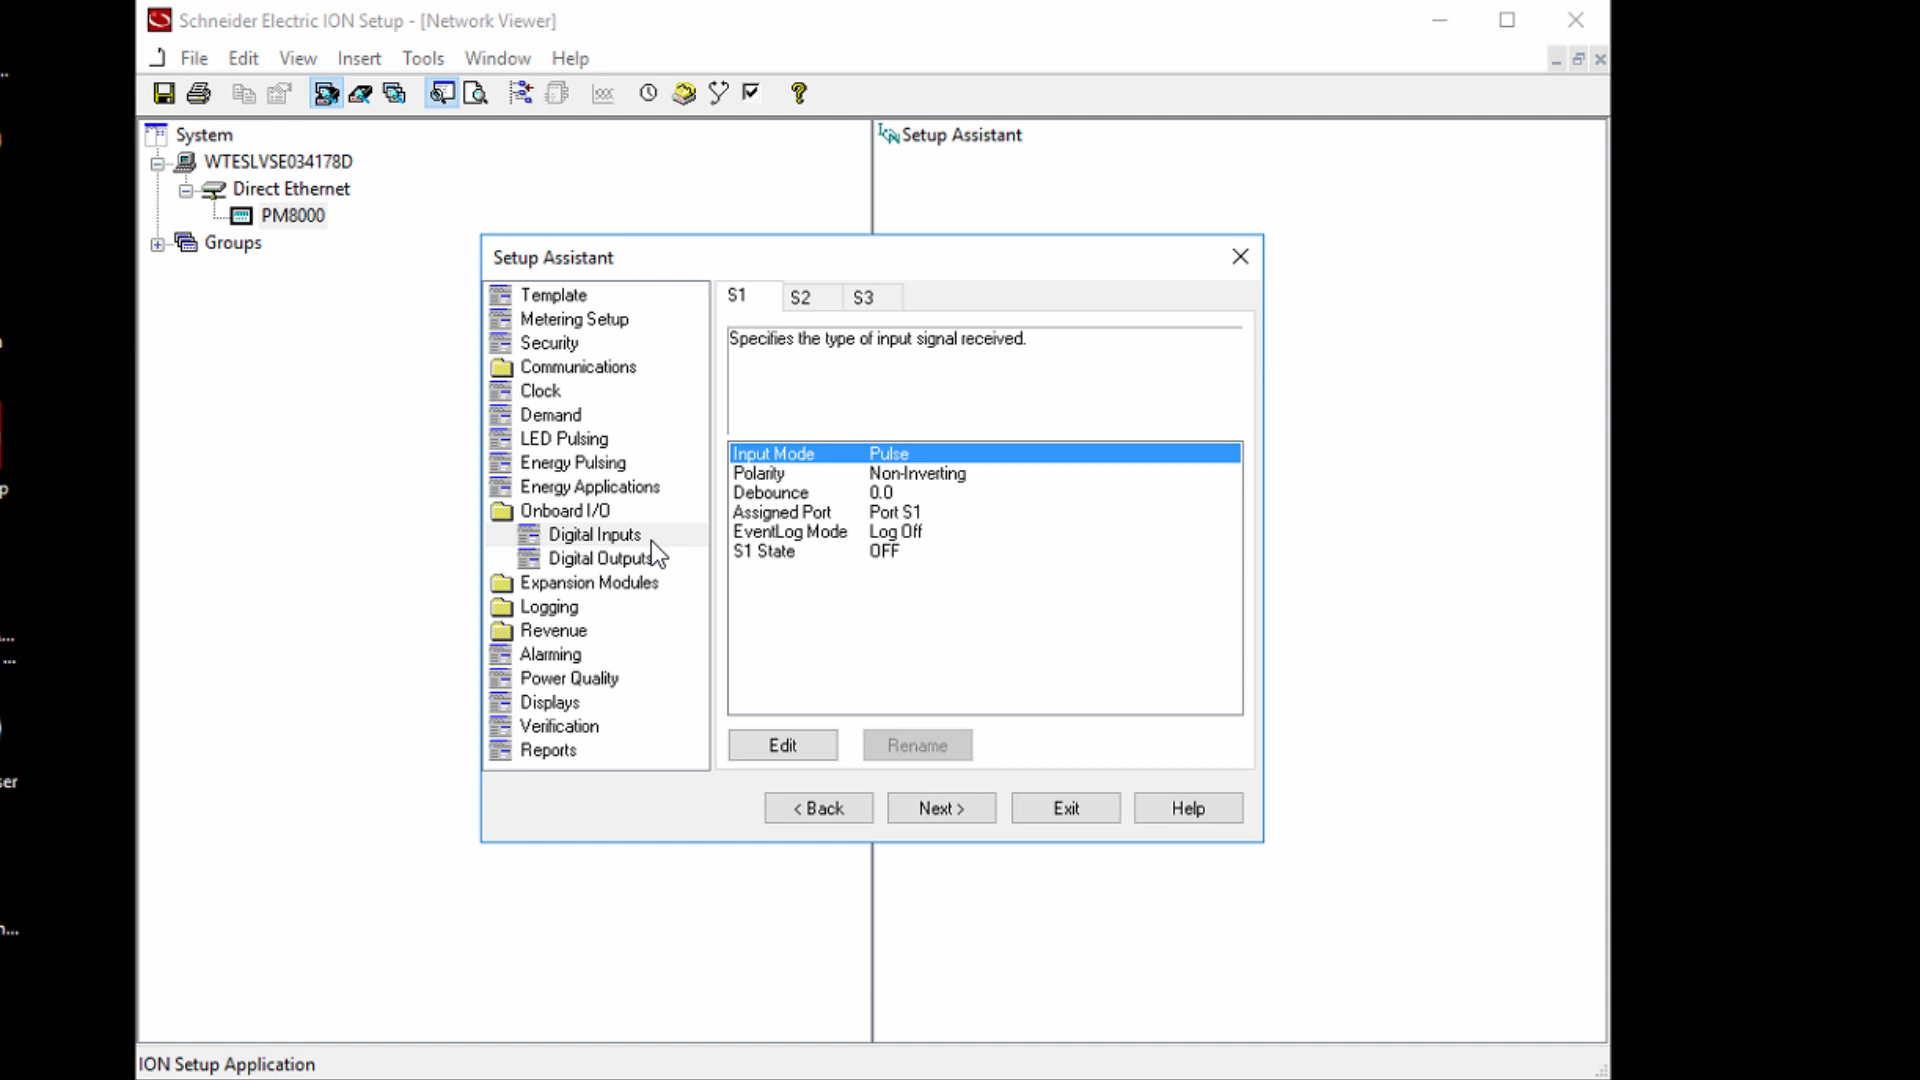 Schneider Electric ION Setup - [Network Viewer]
File Edit View Insert Tools Window Help
System
WTESLVSE034178D
Direct Ethernet
PM8000
Groups
Setup Assistant
Setup Assistant
Template
Metering Setup
Security
Communications
Clock
Demand
LED Pulsing
Energy Pulsing
Energy Applications
Onboard I/O
Digital Inputs
Digital Outputs
Expansion Modules
Logging
Revenue
Alarming
Power Quality
Displays
Verification
Reports
S1 S2 S3
Specifies the type of input signal received.
Input Mode Pulse
Polarity Non-Inverting
Debounce 0.0
Assigned Port Port S1
EventLog Mode Log Off
S1 State OFF
Edit Rename
< Back Next > Exit Help
ION Setup Application